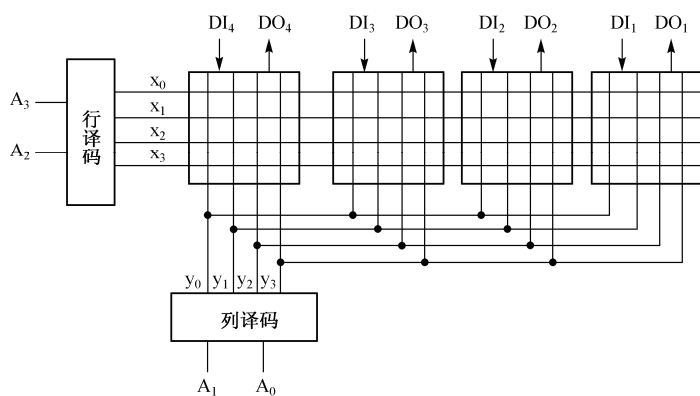 DI₄ DO₄ DI₃ DO₃ DI₂ DO₂ DI₁ DO₁
A₃
A₂
行译码
x₀
x₁
x₂
x₃
y₀ y₁ y₂ y₃
列译码
A₁ A₀